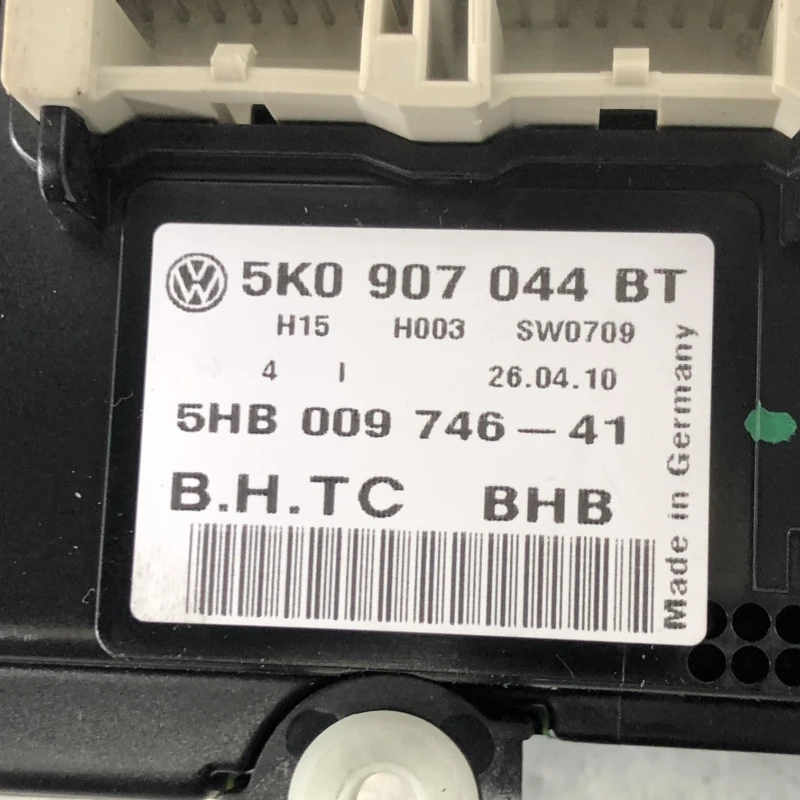 5K0 907 044 BT
H15 H003 SW0709
4 I 26.04.10
5HB 009 746-41
B.H.TC BHB
Made in Germany